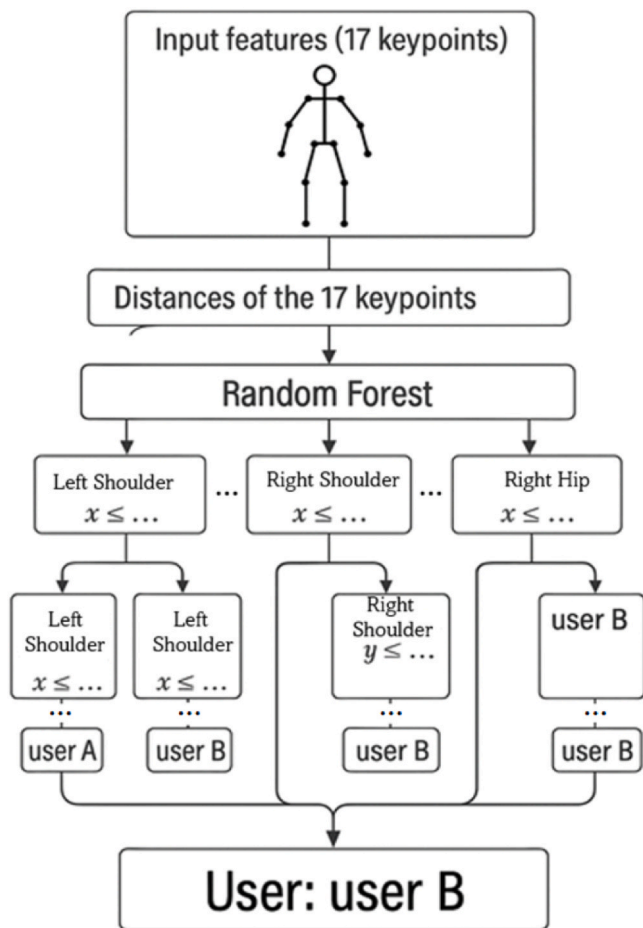 Input features (17 keypoints)
Distances of the 17 keypoints
Random Forest
Left Shoulder
x ≤ ...
...
Right Shoulder
x ≤ ...
...
Right Hip
x ≤ ...
Left
Shoulder
x ≤ ...
Left
Shoulder
x ≤ ...
Right
Shoulder
y ≤ ...
user B
...
...
...
...
user A
user B
user B
user B
User: user B